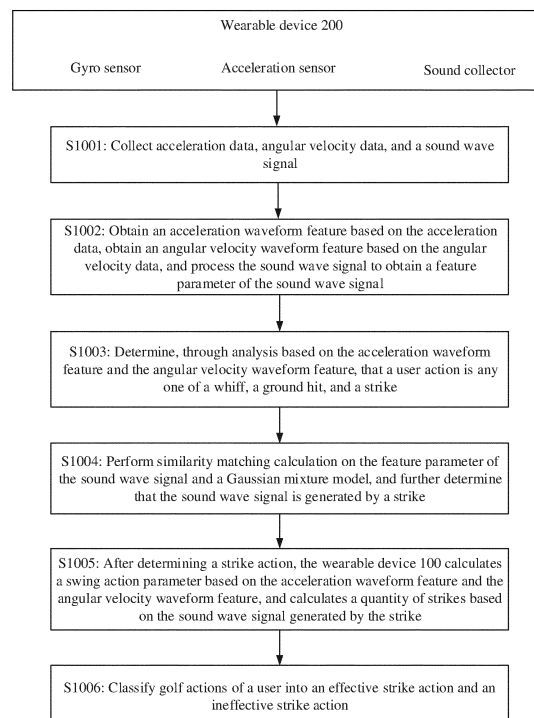 Wearable device 200
Gyro sensor
Acceleration sensor
Sound collector
S1001: Collect acceleration data, angular velocity data, and a sound wave
signal
S1002: Obtain an acceleration waveform feature based on the acceleration
data, obtain an angular velocity waveform feature based on the angular
velocity data, and process the sound wave signal to obtain a feature
parameter of the sound wave signal
S1003: Determine, through analysis based on the acceleration waveform
feature and the angular velocity waveform feature, that a user action is any
one of a whiff, a ground hit, and a strike
S1004: Perform similarity matching calculation on the feature parameter of
the sound wave signal and a Gaussian mixture model, and further determine
that the sound wave signal is generated by a strike
S1005: After determining a strike action, the wearable device 100 calculates
a swing action parameter based on the acceleration waveform feature and the
angular velocity waveform feature, and calculates a quantity of strikes based
on the sound wave signal generated by the strike
S1006: Classify golf actions of a user into an effective strike action and an
ineffective strike action